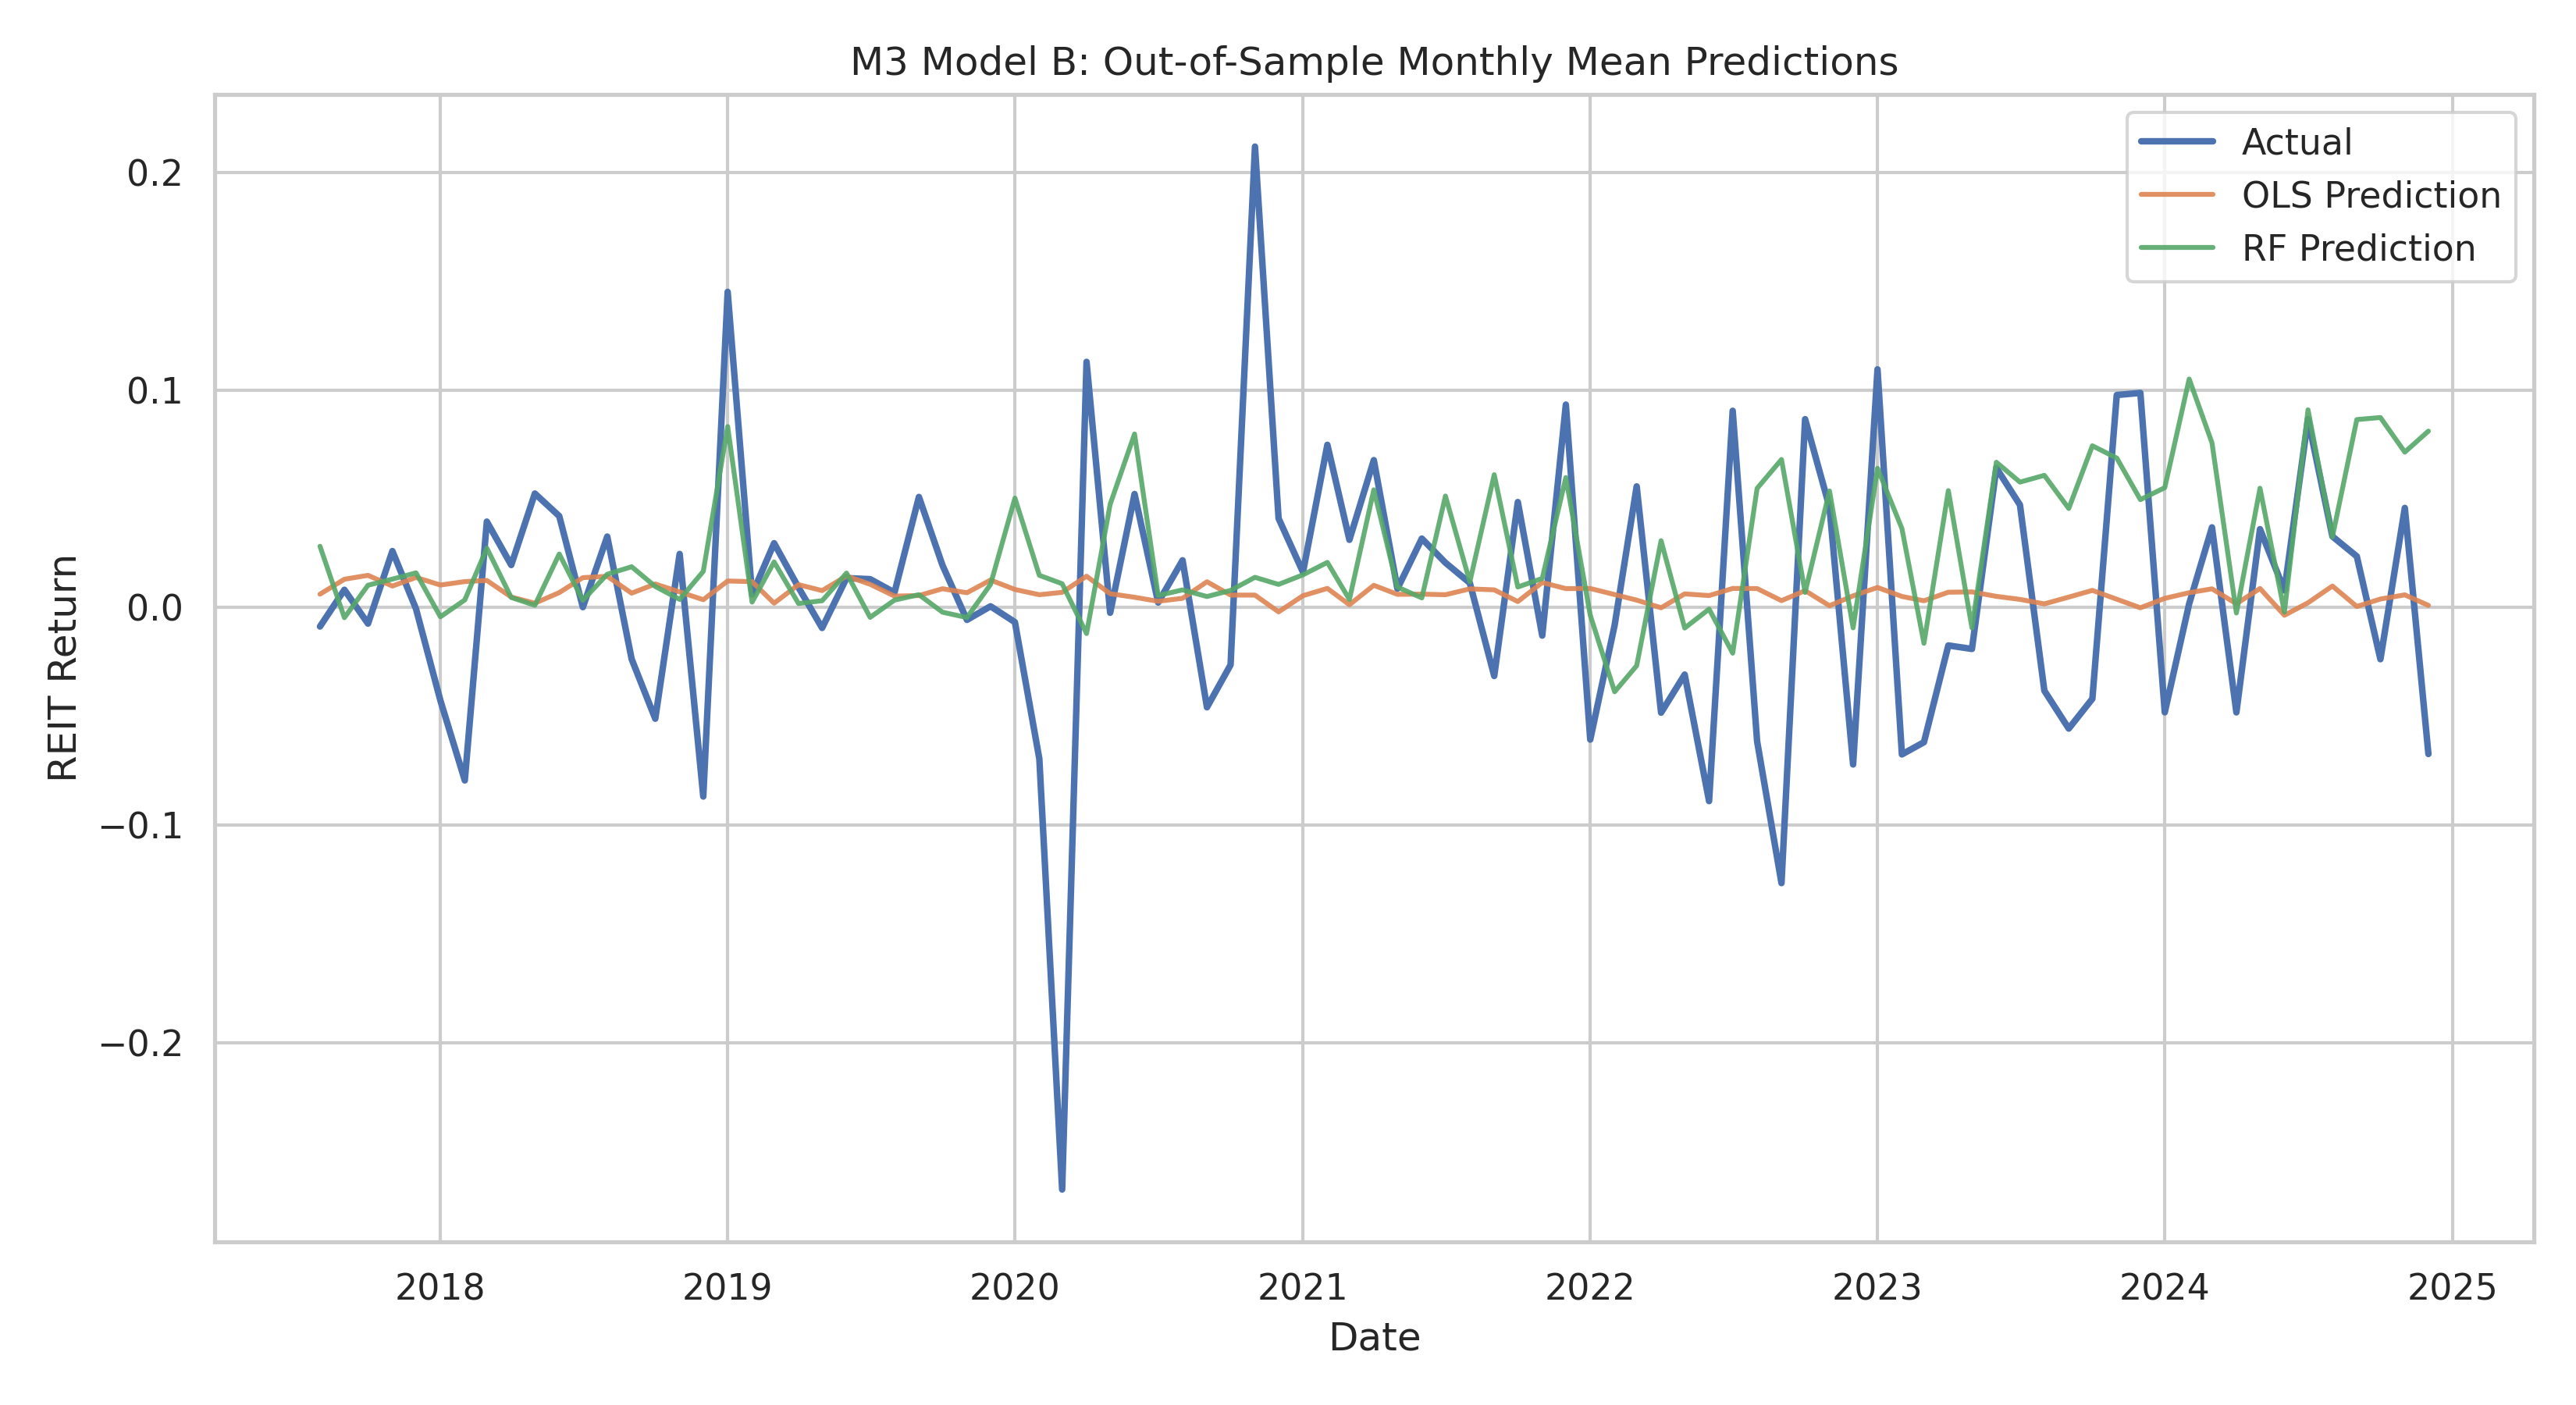 M3 Model B: Out-of-Sample Monthly Mean Predictions
Actual
OLS Prediction
RF Prediction
REIT Return
0.2
0.1
0.0
−0.1
−0.2
2018 2019 2020 2021 2022 2023 2024 2025
Date